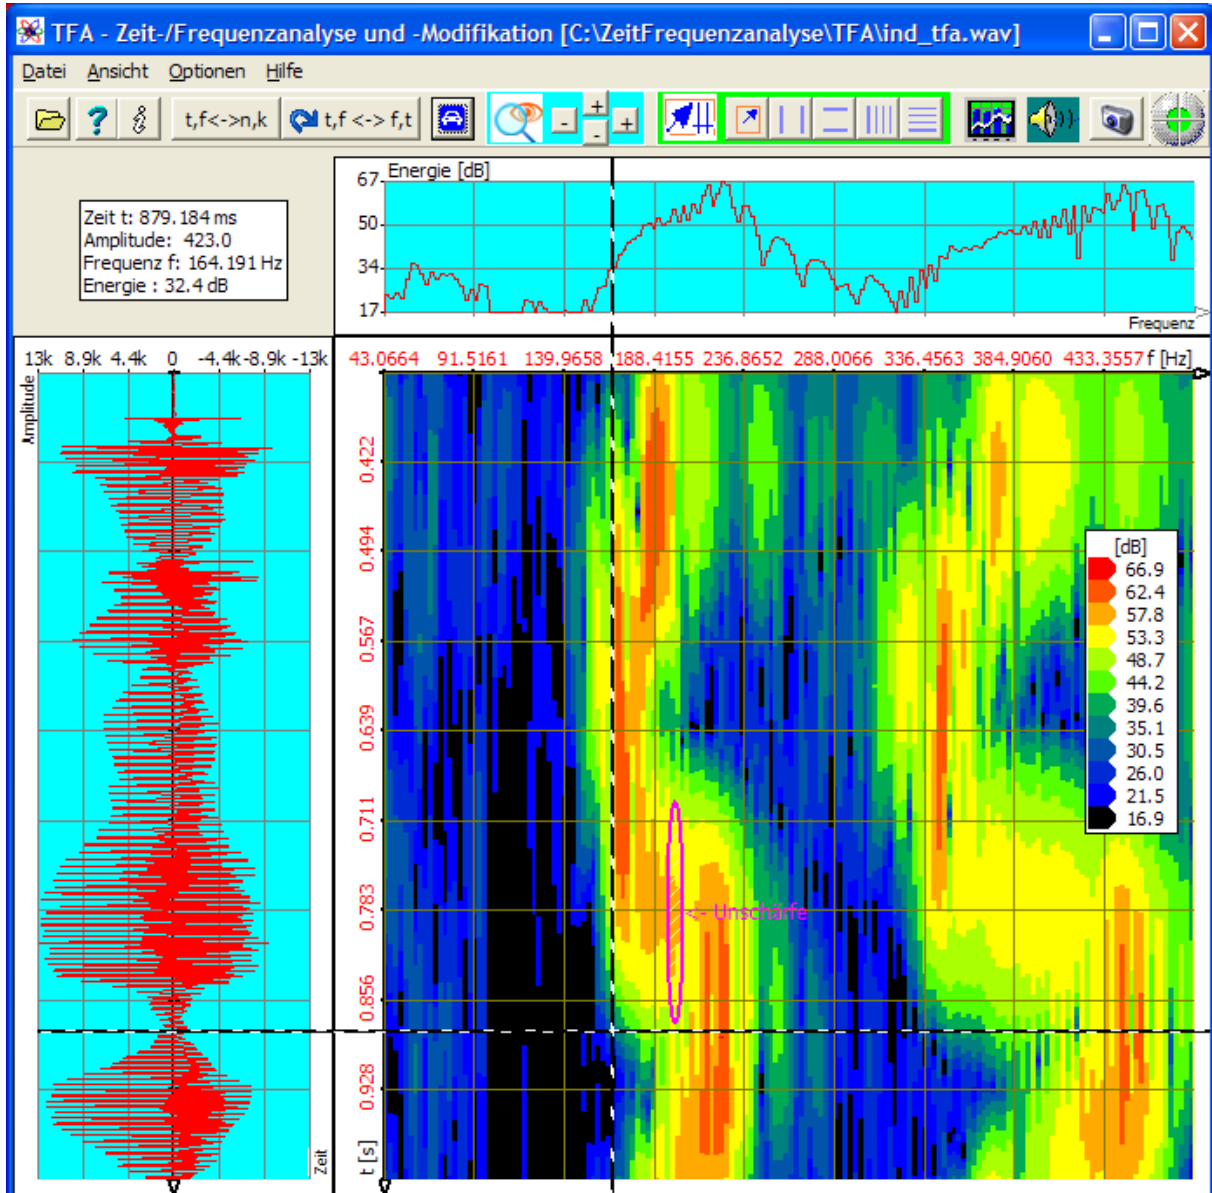 TFA - Zeit-/Frequenzanalyse und -Modifikation [C:\ZeitFrequenzanalyse\TFA\ind_tfa.wav]
Datei Ansicht Optionen Hilfe
t,f<->n,k t,f <-> f,t - + - +
Zeit t: 879.184 ms
Amplitude: 423.0
Frequenz f: 164.191 Hz
Energie : 32.4 dB
Energie [dB]
67
50
34
17
Frequenz
13k 8.9k 4.4k 0 -4.4k -8.9k -13k
Amplitude
Zeit
43.0664 91.5161 139.9658 188.4155 236.8652 288.0066 336.4563 384.9060 433.3557 f [Hz]
0.422
0.494
0.567
0.639
0.711
0.783
0.856
0.928
t [s]
<- Unschärfe
[dB]
66.9
62.4
57.8
53.3
48.7
44.2
39.6
35.1
30.5
26.0
21.5
16.9